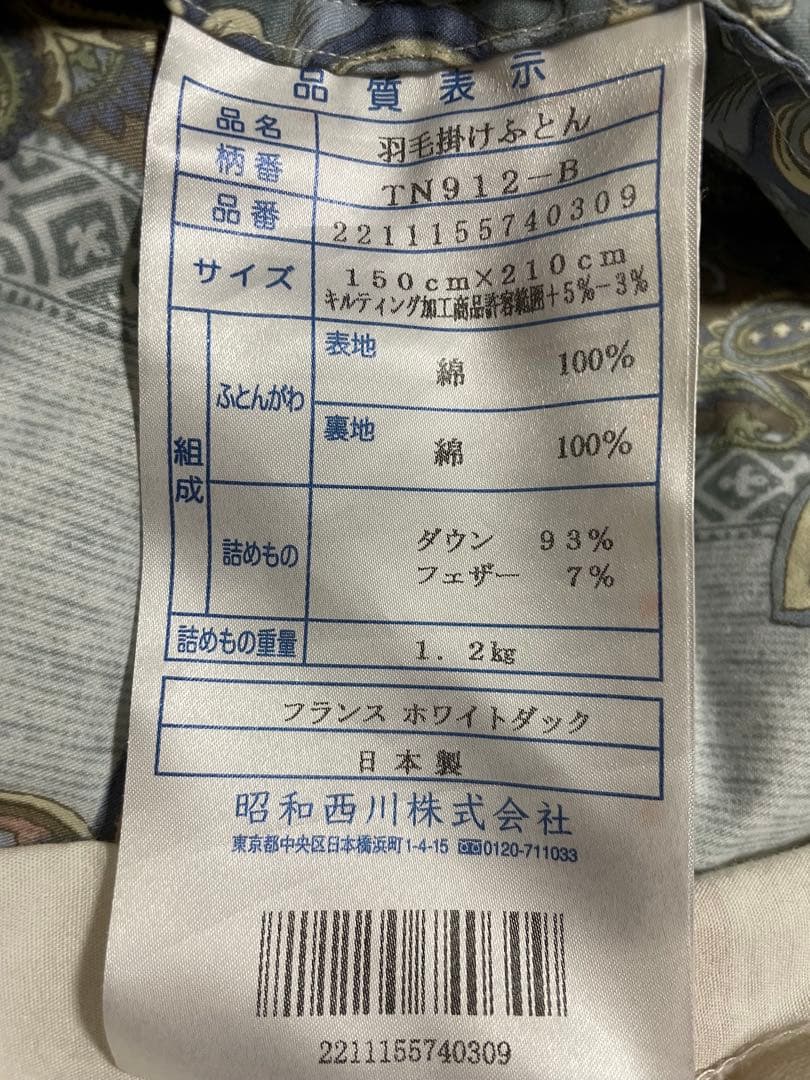 品質表示
品名 羽毛掛けふとん
柄番 TN912-B
品番 2211155740309
サイズ 150cm×210cm
キルティング加工商品許容範囲+5%-3%
組成 ふとんがわ 表地 綿 100%
裏地 綿 100%
詰めもの ダウン 93%
フェザー 7%
詰めもの重量 1.2kg
フランス ホワイトダック
日本製
昭和西川株式会社
東京都中央区日本橋浜町1-4-15 0120-711033
2211155740309